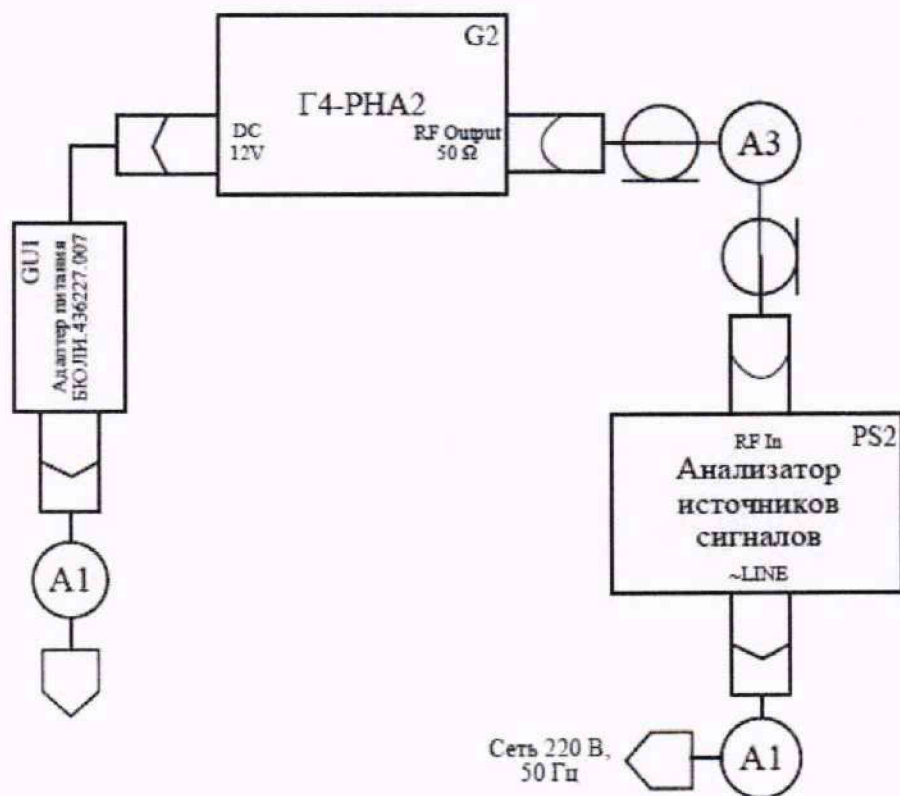 G2
Г4-РНА2
DC
12V
RF Output
50 Ω
A3
GU1
Адаптер питания
БЮЛИ.436227.007
A1
RF In
PS2
Анализатор
источников
сигналов
~LINE
Сеть 220 В,
50 Гц
A1